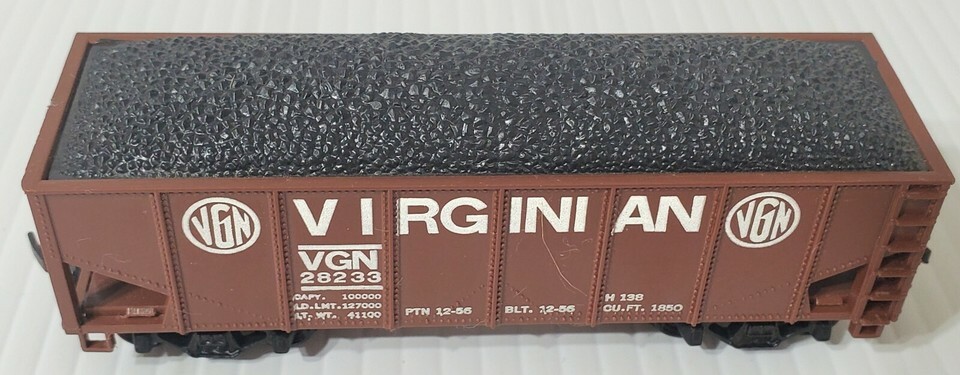 VGN VIRGINIAN VGN
VGN
28233
CAPY. 100000
LD.LMT.127000
LT. WT. 41100
PTN 12-56
BLT. 12-56
H 138
CU.FT. 1850